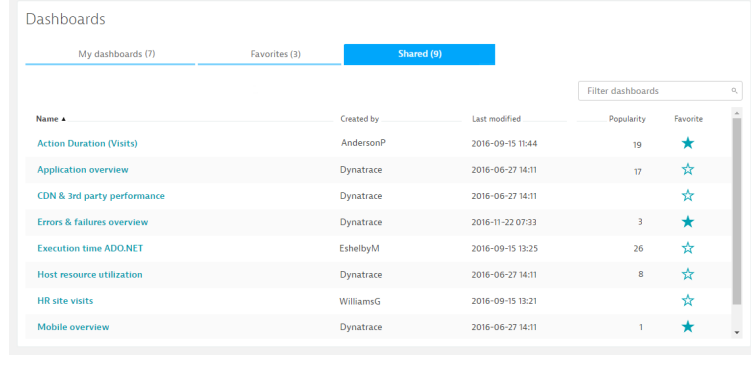 Dashboards
My dashboards (7) Favorites (3) Shared (9)
Filter dashboards
Name Created by Last modified Popularity Favorite
Action Duration (Visits) AndersonP 2016-09-15 11:44 19
Application overview Dynatrace 2016-06-27 14:11 17
CDN & 3rd party performance Dynatrace 2016-06-27 14:11
Errors & failures overview Dynatrace 2016-11-22 07:33 3
Execution time ADO.NET EshelbyM 2016-09-15 13:25 26
Host resource utilization Dynatrace 2016-06-27 14:11 8
HR site visits WilliamsG 2016-09-15 13:21
Mobile overview Dynatrace 2016-06-27 14:11 1